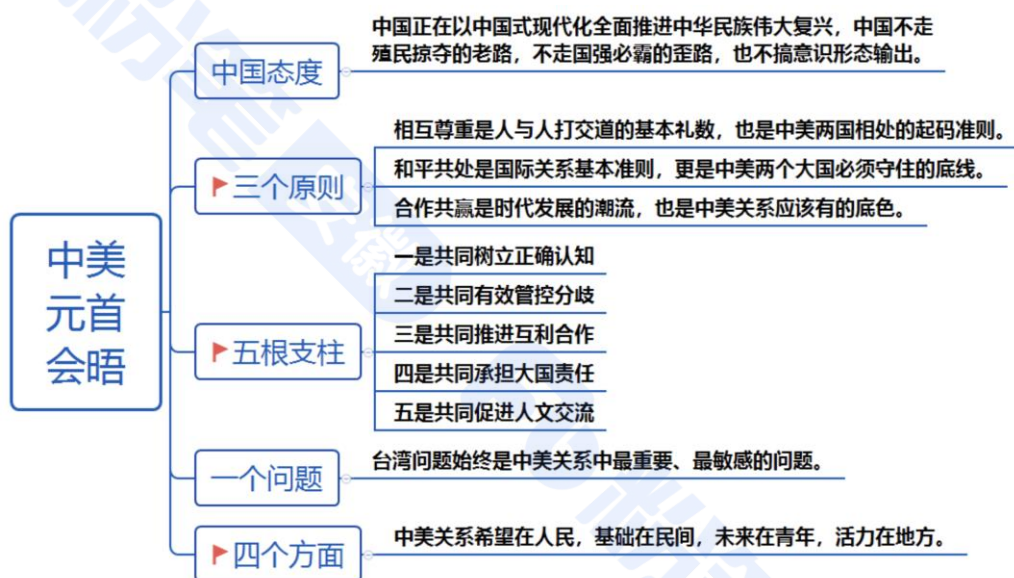 中国态度
中国正在以中国式现代化全面推进中华民族伟大复兴，中国不走
殖民掠夺的老路，不走国强必霸的歪路，也不搞意识形态输出。
三个原则
相互尊重是人与人打交道的基本礼数，也是中美两国相处的起码准则。
和平共处是国际关系基本准则，更是中美两个大国必须守住的底线。
合作共赢是时代发展的潮流，也是中美关系应该有的底色。
中美
元首
会晤
五根支柱
一是共同树立正确认知
二是共同有效管控分歧
三是共同推进互利合作
四是共同承担大国责任
五是共同促进人文交流
一个问题
台湾问题始终是中美关系中最重要、最敏感的问题。
四个方面
中美关系希望在人民，基础在民间，未来在青年，活力在地方。
粉笔
安徽
粉